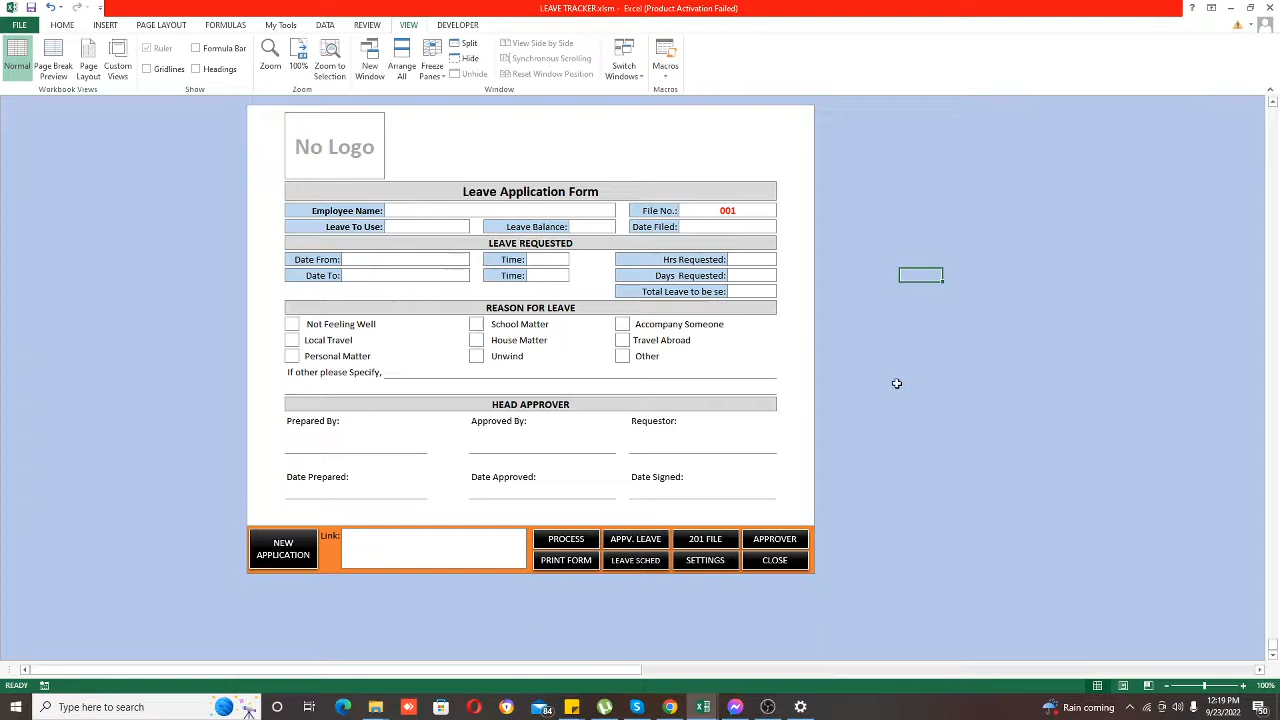 LEAVE TRACKER.xlsm - Excel (Product Activation Failed)
FILE HOME INSERT PAGE LAYOUT FORMULAS My Tools DATA REVIEW VIEW DEVELOPER
Normal
Page Break Preview
Page Layout
Custom Views
Workbook Views
Ruler Formula Bar
Gridlines Headings
Show
Zoom
100%
Zoom to Selection
Zoom
New Window
Arrange All
Freeze Panes
Split
Hide
Unhide
View Side by Side
Synchronous Scrolling
Reset Window Position
Window
Switch Windows
Macros
Macros
No Logo
Leave Application Form
Employee Name: File No.: 001
Leave To Use: Leave Balance: Date Filed:
LEAVE REQUESTED
Date From: Time: Hrs Requested:
Date To: Time: Days Requested:
Total Leave to be se:
REASON FOR LEAVE
Not Feeling Well School Matter Accompany Someone
Local Travel House Matter Travel Abroad
Personal Matter Unwind Other
If other please Specify,
HEAD APPROVER
Prepared By: Approved By: Requestor:
Date Prepared: Date Approved: Date Signed:
NEW APPLICATION
Link:
PROCESS APPV. LEAVE 201 FILE APPROVER
PRINT FORM LEAVE SCHED SETTINGS CLOSE
READY
100%
Type here to search
84
Rain coming
12:19 PM
9/23/2022